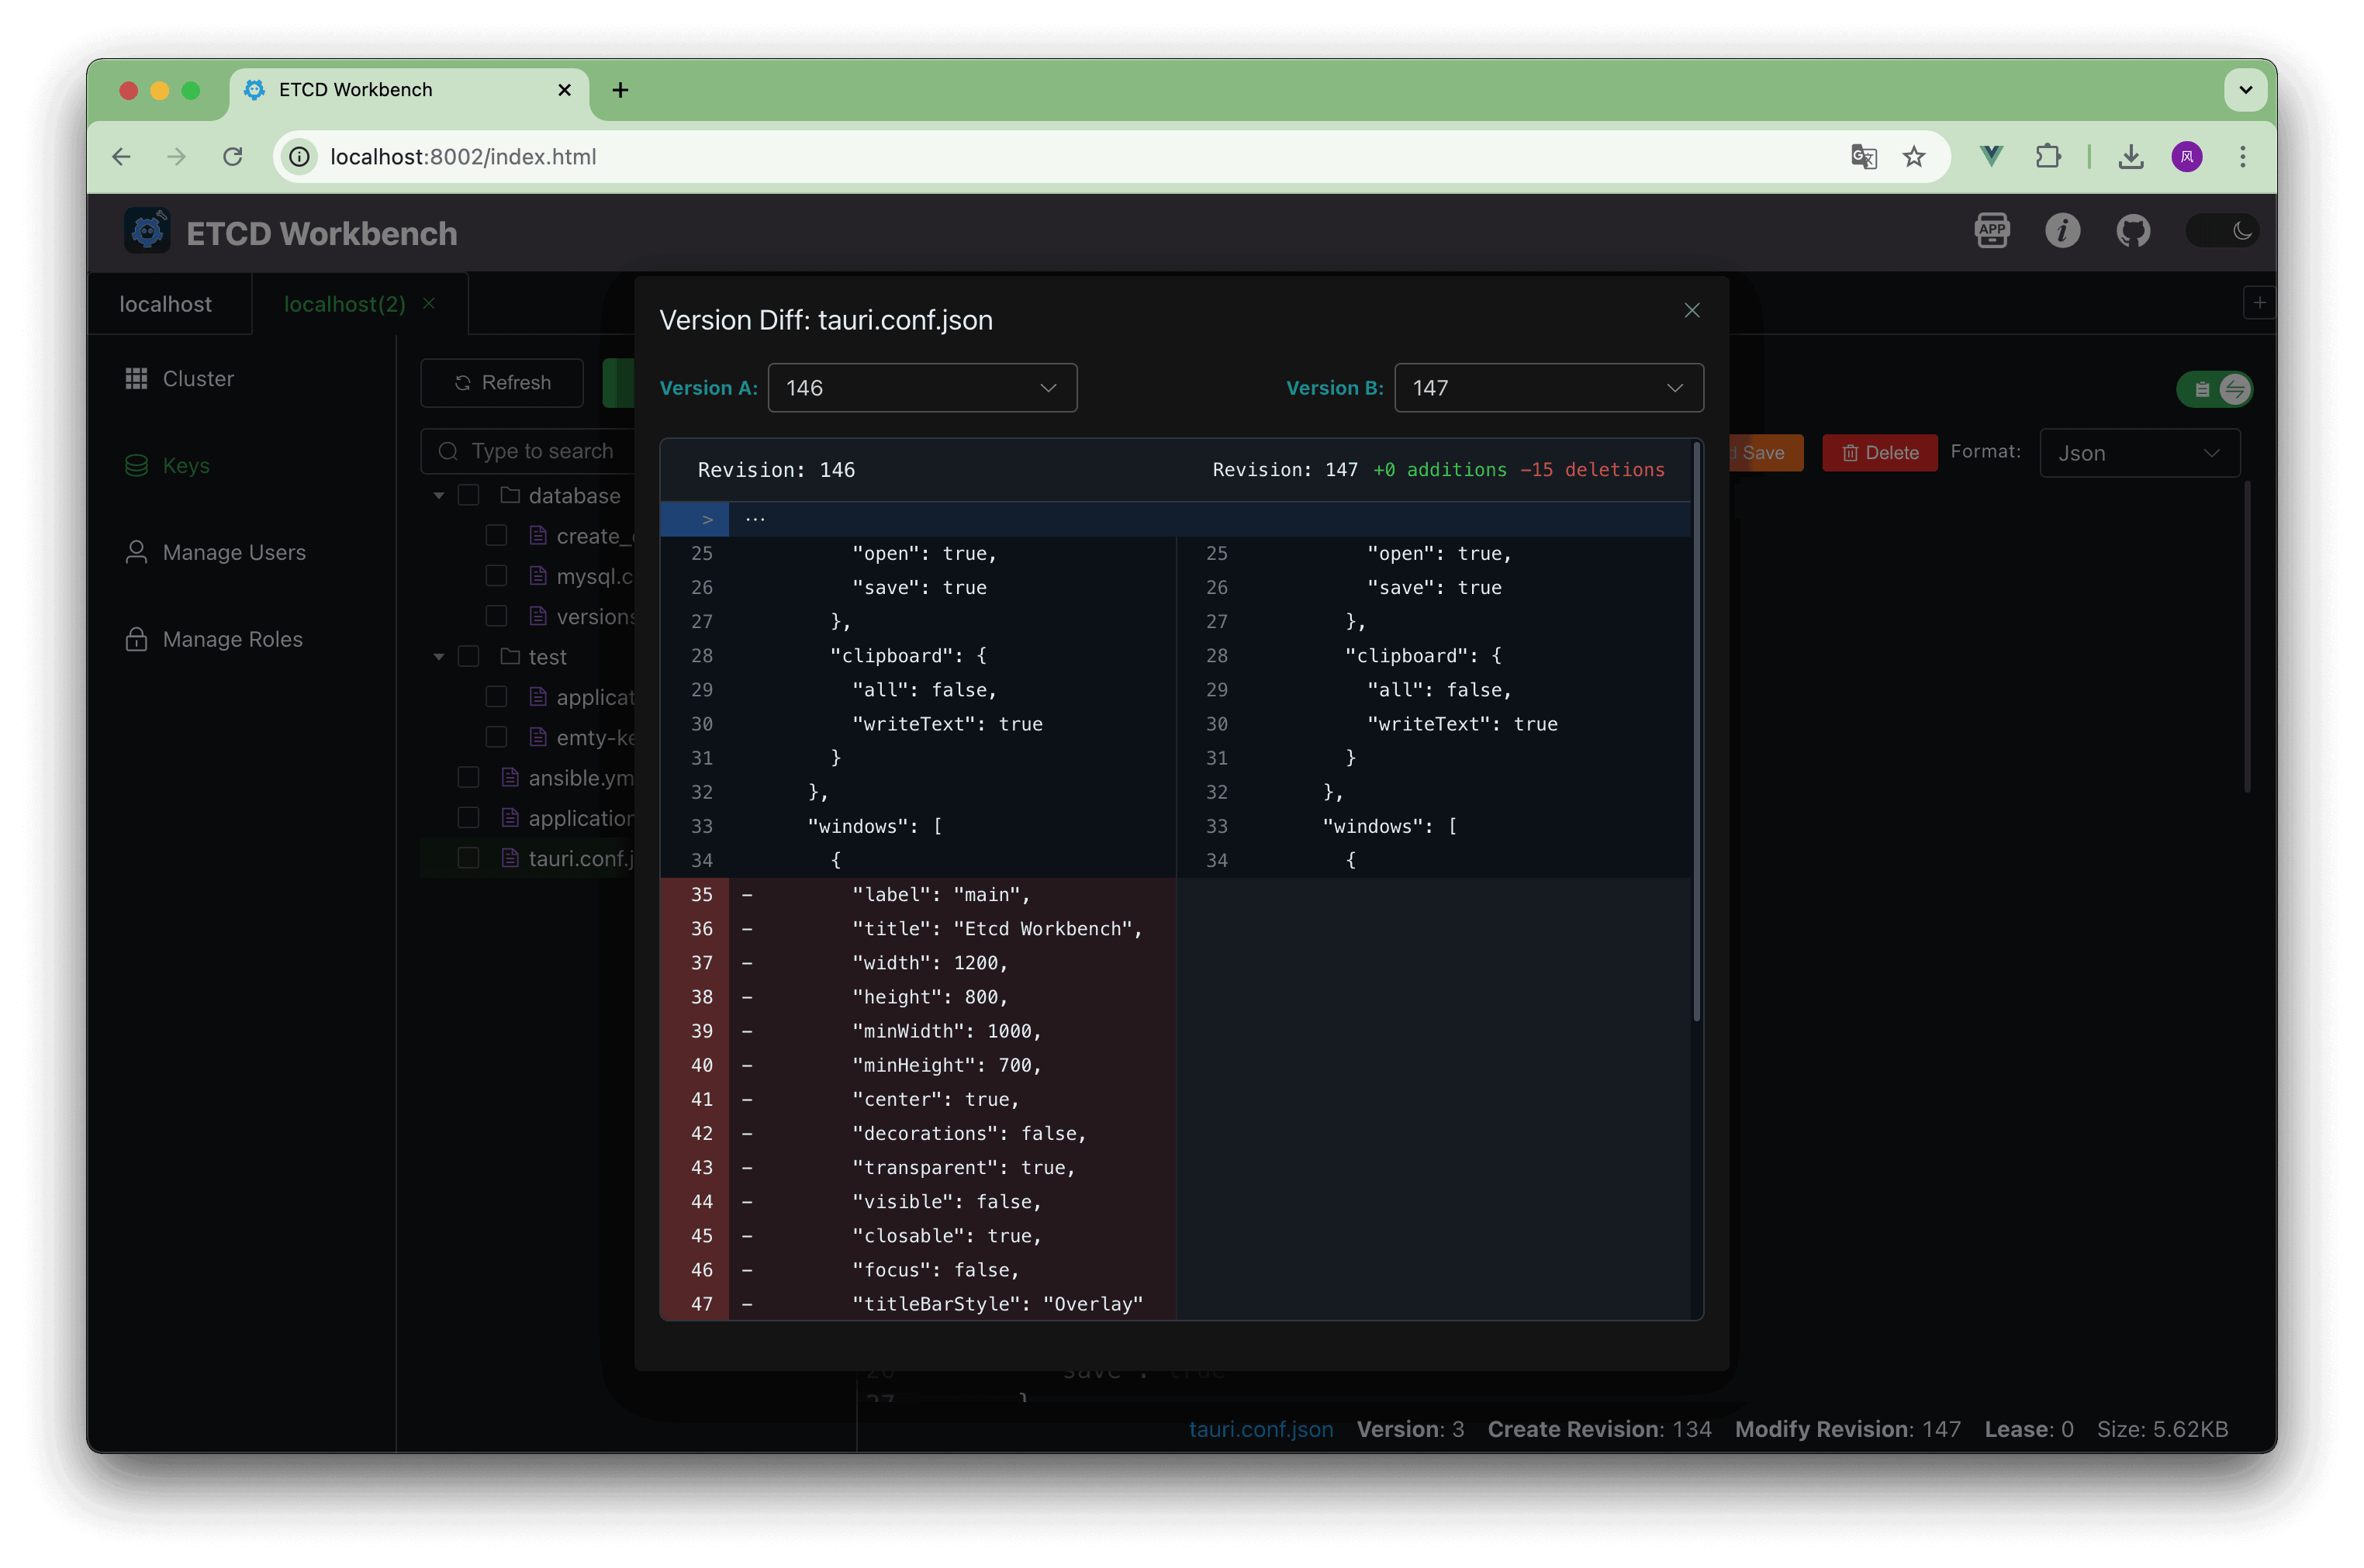 ETCD Workbench
localhost:8002/index.html
风
ETCD Workbench
APP
localhost
localhost(2)
Cluster
Keys
Manage Users
Manage Roles
Refresh
Type to search
database
create_
mysql.c
versions
test
applicat
emty-ke
ansible.ym
application
tauri.conf.j
Save
Delete
Format:
Json
Version Diff: tauri.conf.json
Version A:
146
Version B:
147
Revision: 146
Revision: 147 +0 additions −15 deletions
> ...
25 "open": true,
26 "save": true
27 },
28 "clipboard": {
29 "all": false,
30 "writeText": true
31 }
32 },
33 "windows": [
34 {
35 - "label": "main",
36 - "title": "Etcd Workbench",
37 - "width": 1200,
38 - "height": 800,
39 - "minWidth": 1000,
40 - "minHeight": 700,
41 - "center": true,
42 - "decorations": false,
43 - "transparent": true,
44 - "visible": false,
45 - "closable": true,
46 - "focus": false,
47 - "titleBarStyle": "Overlay"
25 "open": true,
26 "save": true
27 },
28 "clipboard": {
29 "all": false,
30 "writeText": true
31 }
32 },
33 "windows": [
34 {
tauri.conf.json Version: 3 Create Revision: 134 Modify Revision: 147 Lease: 0 Size: 5.62KB